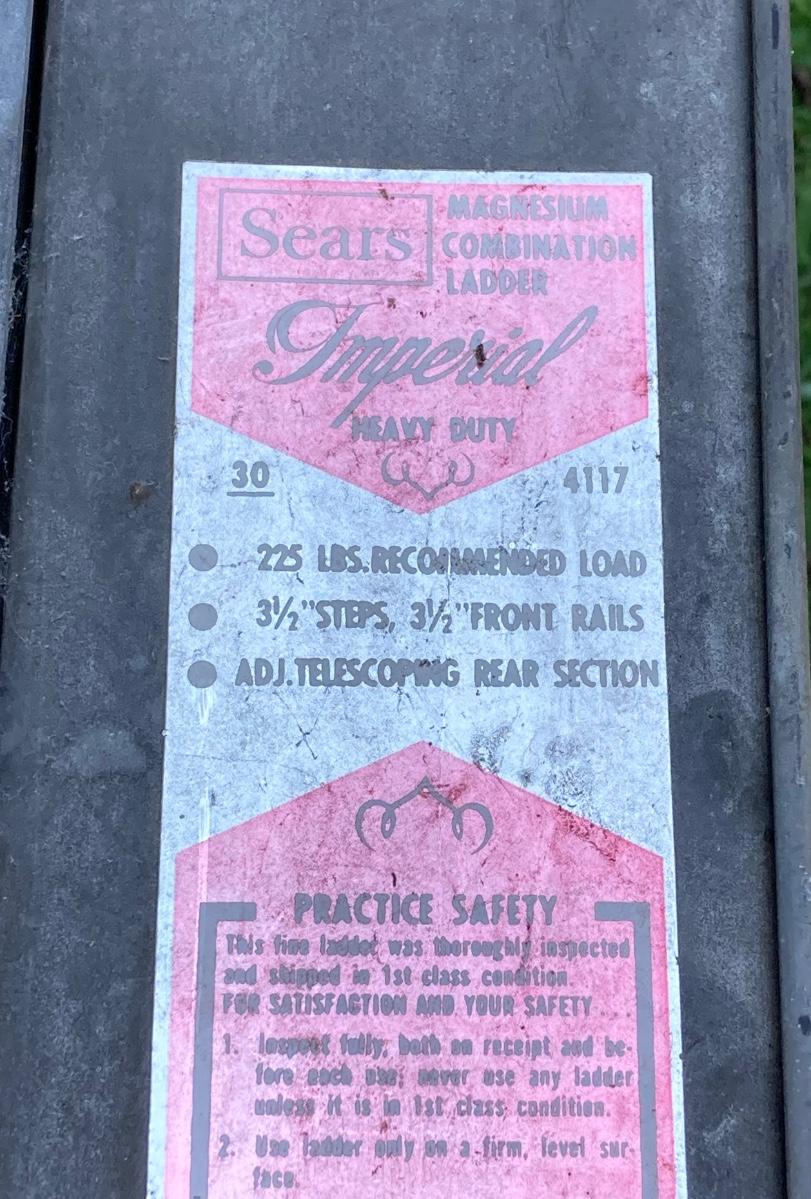 Sears
MAGNESIUM
COMBINATION
LADDER
Imperial
HEAVY DUTY
30
4117
225 LBS. RECOMMENDED LOAD
3½" STEPS, 3½" FRONT RAILS
ADJ. TELESCOPING REAR SECTION
PRACTICE SAFETY
This fine ladder was thoroughly inspected
and shipped in 1st class condition.
FOR SATISFACTION AND YOUR SAFETY . . .
1. Inspect fully, both on receipt and be-
fore each use; never use any ladder
unless it is in 1st class condition.
2. Use ladder only on a firm, level sur-
face.